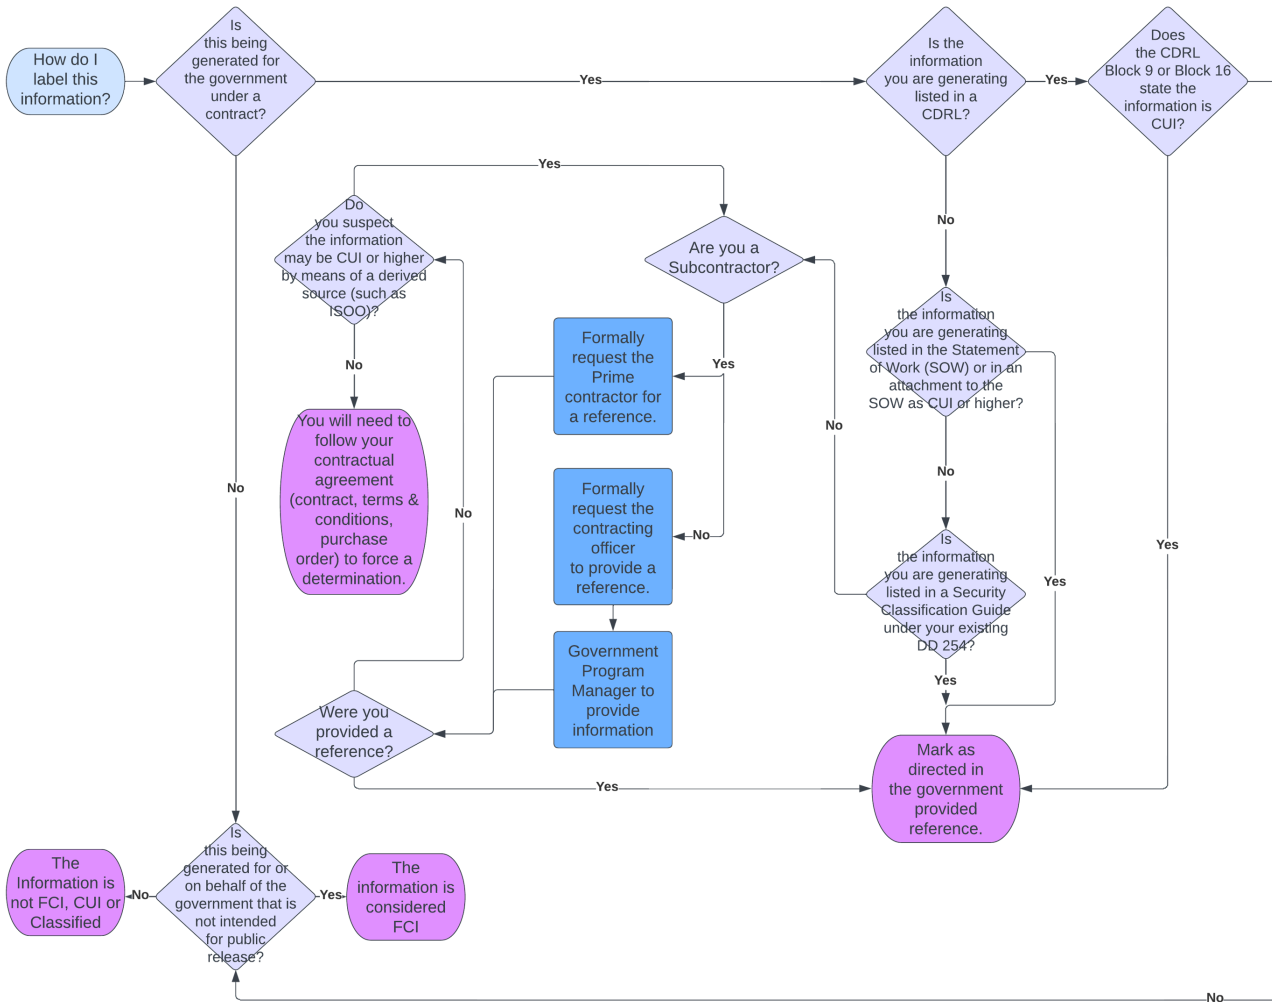 How do I
label this
information?
Is
this being
generated for
the government
under a
contract?
Yes
Is the
information
you are generating
listed in a
CDRL?
Yes
Does
the CDRL
Block 9 or Block 16
state the
information is
CUI?
Yes
Do
you suspect
the information
may be CUI or higher
by means of a derived
source (such as
ISOO)?
Are you a
Subcontractor?
No
Is
the information
you are generating
listed in the Statement
of Work (SOW) or in an
attachment to the
SOW as CUI or higher?
Formally
request the
Prime
contractor for
a reference.
Yes
No
You will need to
follow your
contractual
agreement
(contract, terms &
conditions,
purchase
order) to force a
determination.
No
No
No
No
Formally
request the
contracting
officer
to provide a
reference.
No
Is
the information
you are generating
listed in a Security
Classification Guide
under your existing
DD 254?
Yes
Yes
Yes
Government
Program
Manager to
provide
information
Were you
provided a
reference?
Yes
Mark as
directed in
the government
provided
reference.
The
Information is
not FCI, CUI or
Classified
No
Is
this being
generated for or
on behalf of the
government that is
not intended
for public
release?
Yes
The
information is
considered
FCI
No